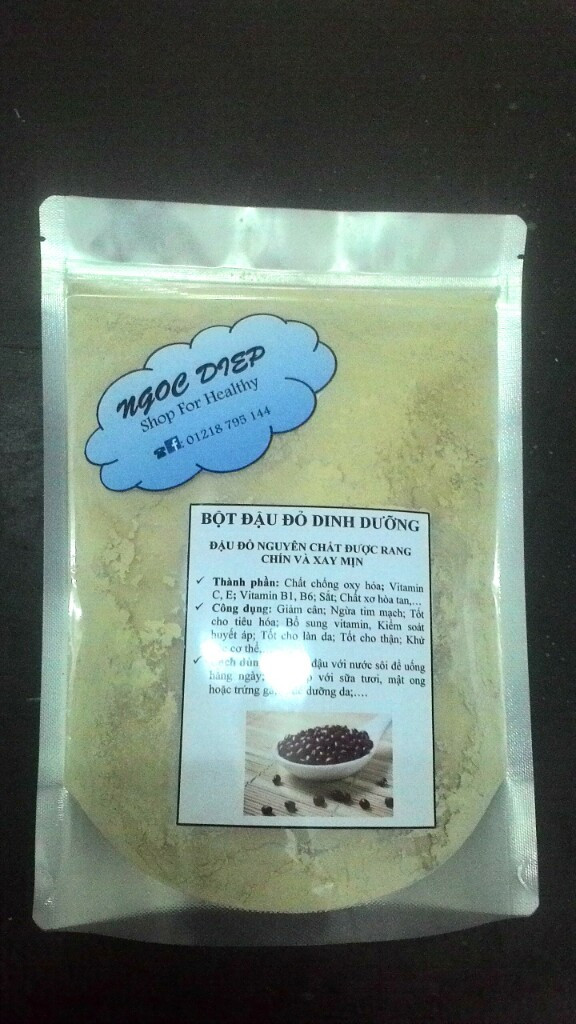 NGOC DIEP
Shop For Healthy
: 01218 795 144
BỘT ĐẬU ĐỎ DINH DƯỠNG
ĐẬU ĐỎ NGUYÊN CHẤT ĐƯỢC RANG
CHÍN VÀ XAY MỊN
✓ Thành phần: Chất chống oxy hóa; Vitamin
C, E; Vitamin B1, B6; Sắt; Chất xơ hòa tan,...
✓ Công dụng: Giảm cân; Ngừa tim mạch; Tốt
cho tiêu hóa; Bổ sung vitamin, Kiểm soát
huyết áp; Tốt cho làn da; Tốt cho thận; Khử
cơ thể,
✓ đậu với nước sôi để uống
hàng ngày; với sữa tươi, mật ong
hoặc trứng dưỡng da;....